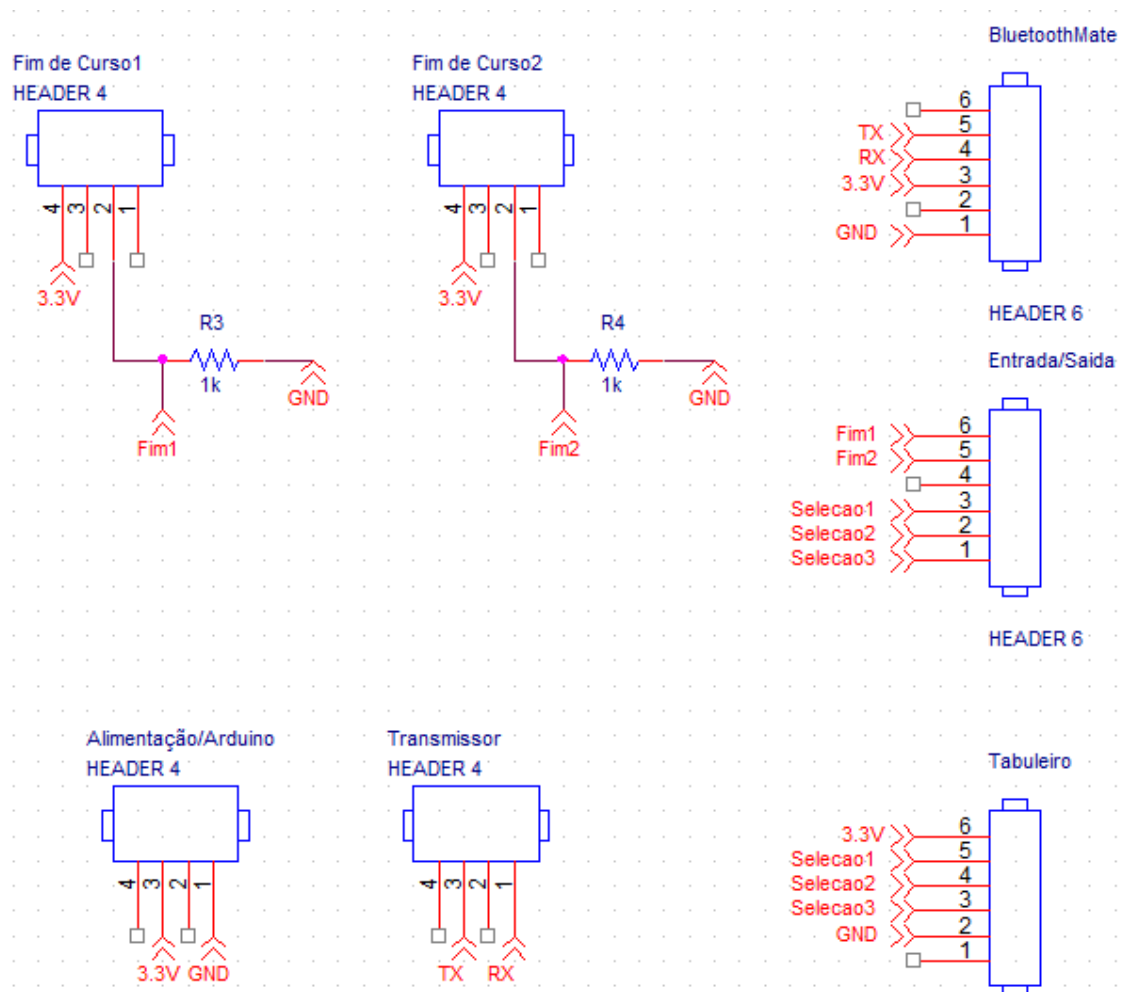 Fim de Curso1
HEADER 4
4 3 2 1
3.3V
R3
1k
GND
Fim1
Fim de Curso2
HEADER 4
4 3 2 1
3.3V
R4
1k
GND
Fim2
BluetoothMate
6
TX 5
RX 4
3.3V 3
2
GND 1
HEADER 6
Entrada/Saida
Fim1 6
Fim2 5
4
Selecao1 3
Selecao2 2
Selecao3 1
HEADER 6
Alimentação/Arduino
HEADER 4
4 3 2 1
3.3V GND
Transmissor
HEADER 4
4 3 2 1
TX RX
Tabuleiro
3.3V 6
Selecao1 5
Selecao2 4
Selecao3 3
GND 2
1